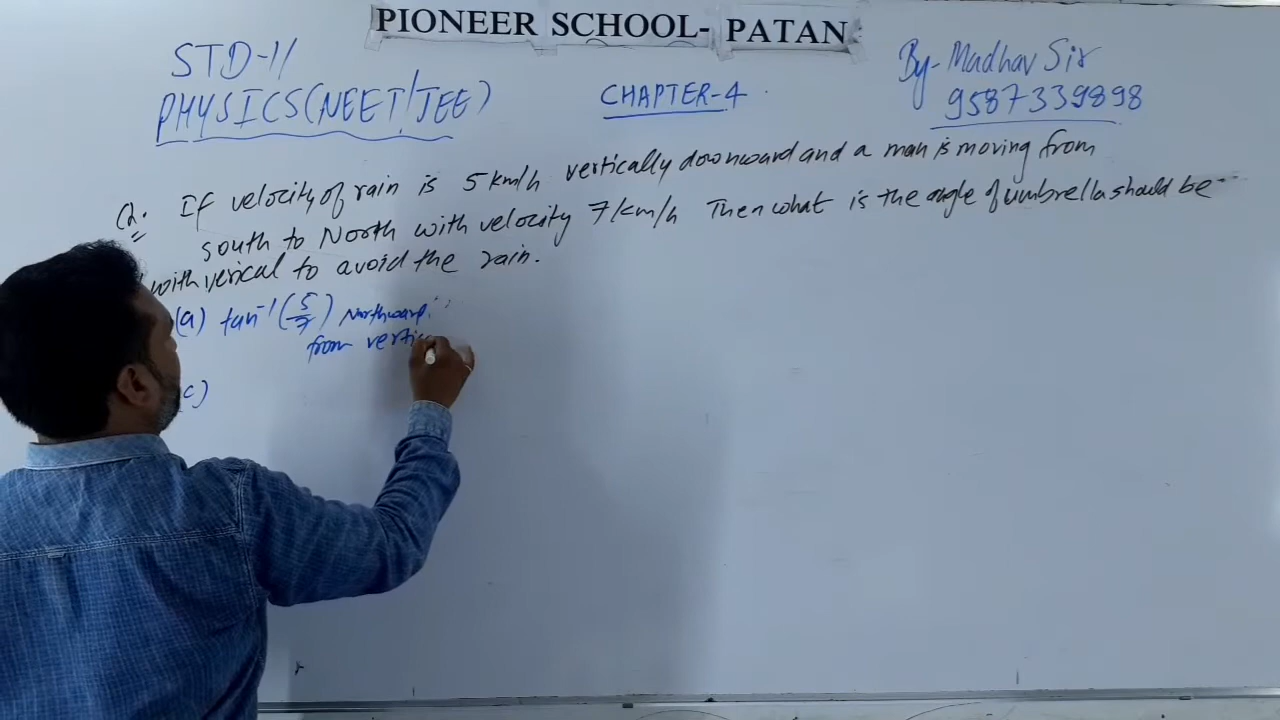 PIONEER SCHOOL- PATAN
STD-11
PHYSICS (NEET/JEE)
CHAPTER-4
By- Madhav Sir
9587339898
Q. If velocity of rain is 5 km/h vertically downward and a man is moving from
south to North with velocity 7 km/h Then what is the angle of umbrella should be
with verical to avoid the rain.
(a) tan⁻¹(5/7) Northward
from vertic
c)